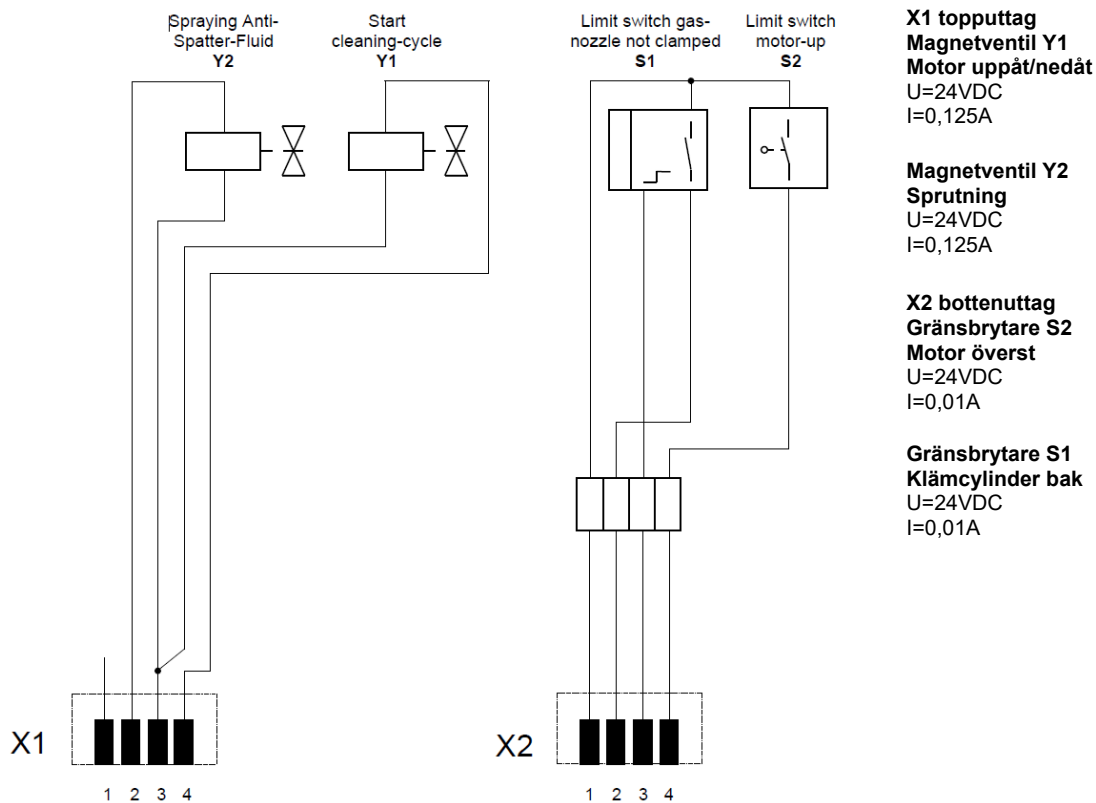 Spraying Anti-
Spatter-Fluid
Y2
Start
cleaning-cycle
Y1
Limit switch gas-
nozzle not clamped
S1
Limit switch
motor-up
S2
X1
1 2 3 4
X2
1 2 3 4
X1 topputtag
Magnetventil Y1
Motor uppåt/nedåt
U=24VDC
I=0,125A
Magnetventil Y2
Sprutning
U=24VDC
I=0,125A
X2 bottenuttag
Gränsbrytare S2
Motor överst
U=24VDC
I=0,01A
Gränsbrytare S1
Klämcylinder bak
U=24VDC
I=0,01A